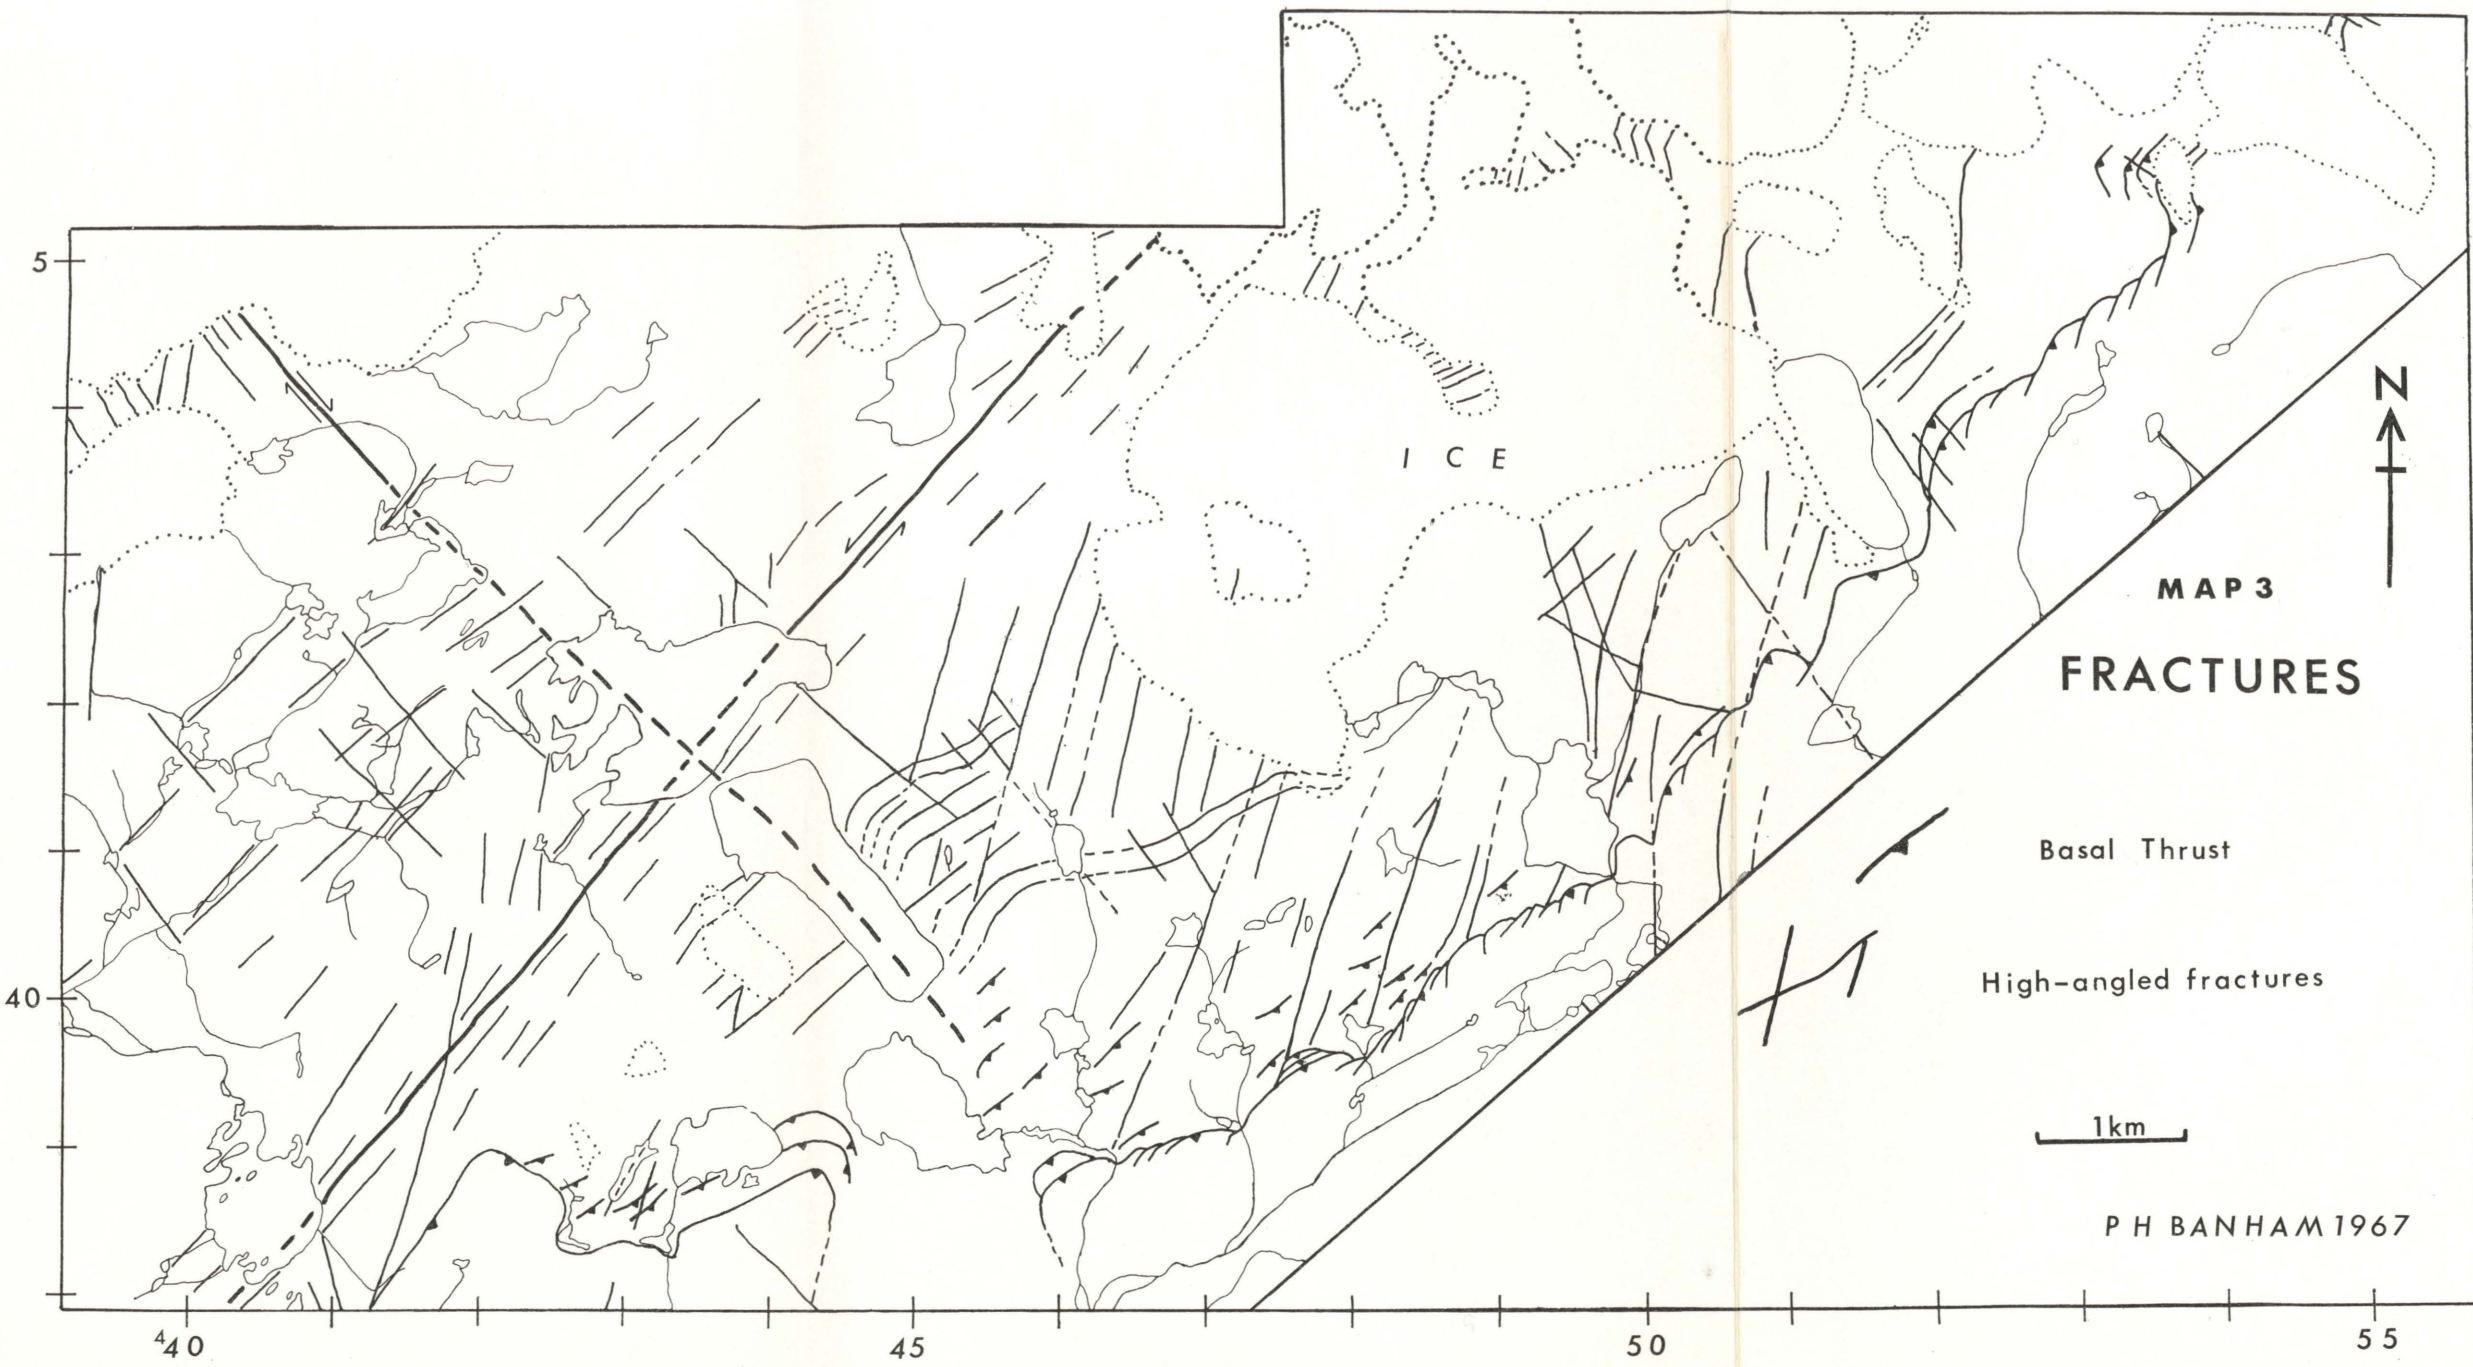 5
ICE
N
MAP 3
FRACTURES
Basal Thrust
40
High-angled fractures
1km
P H BANHAM 1967
440
45
50
55